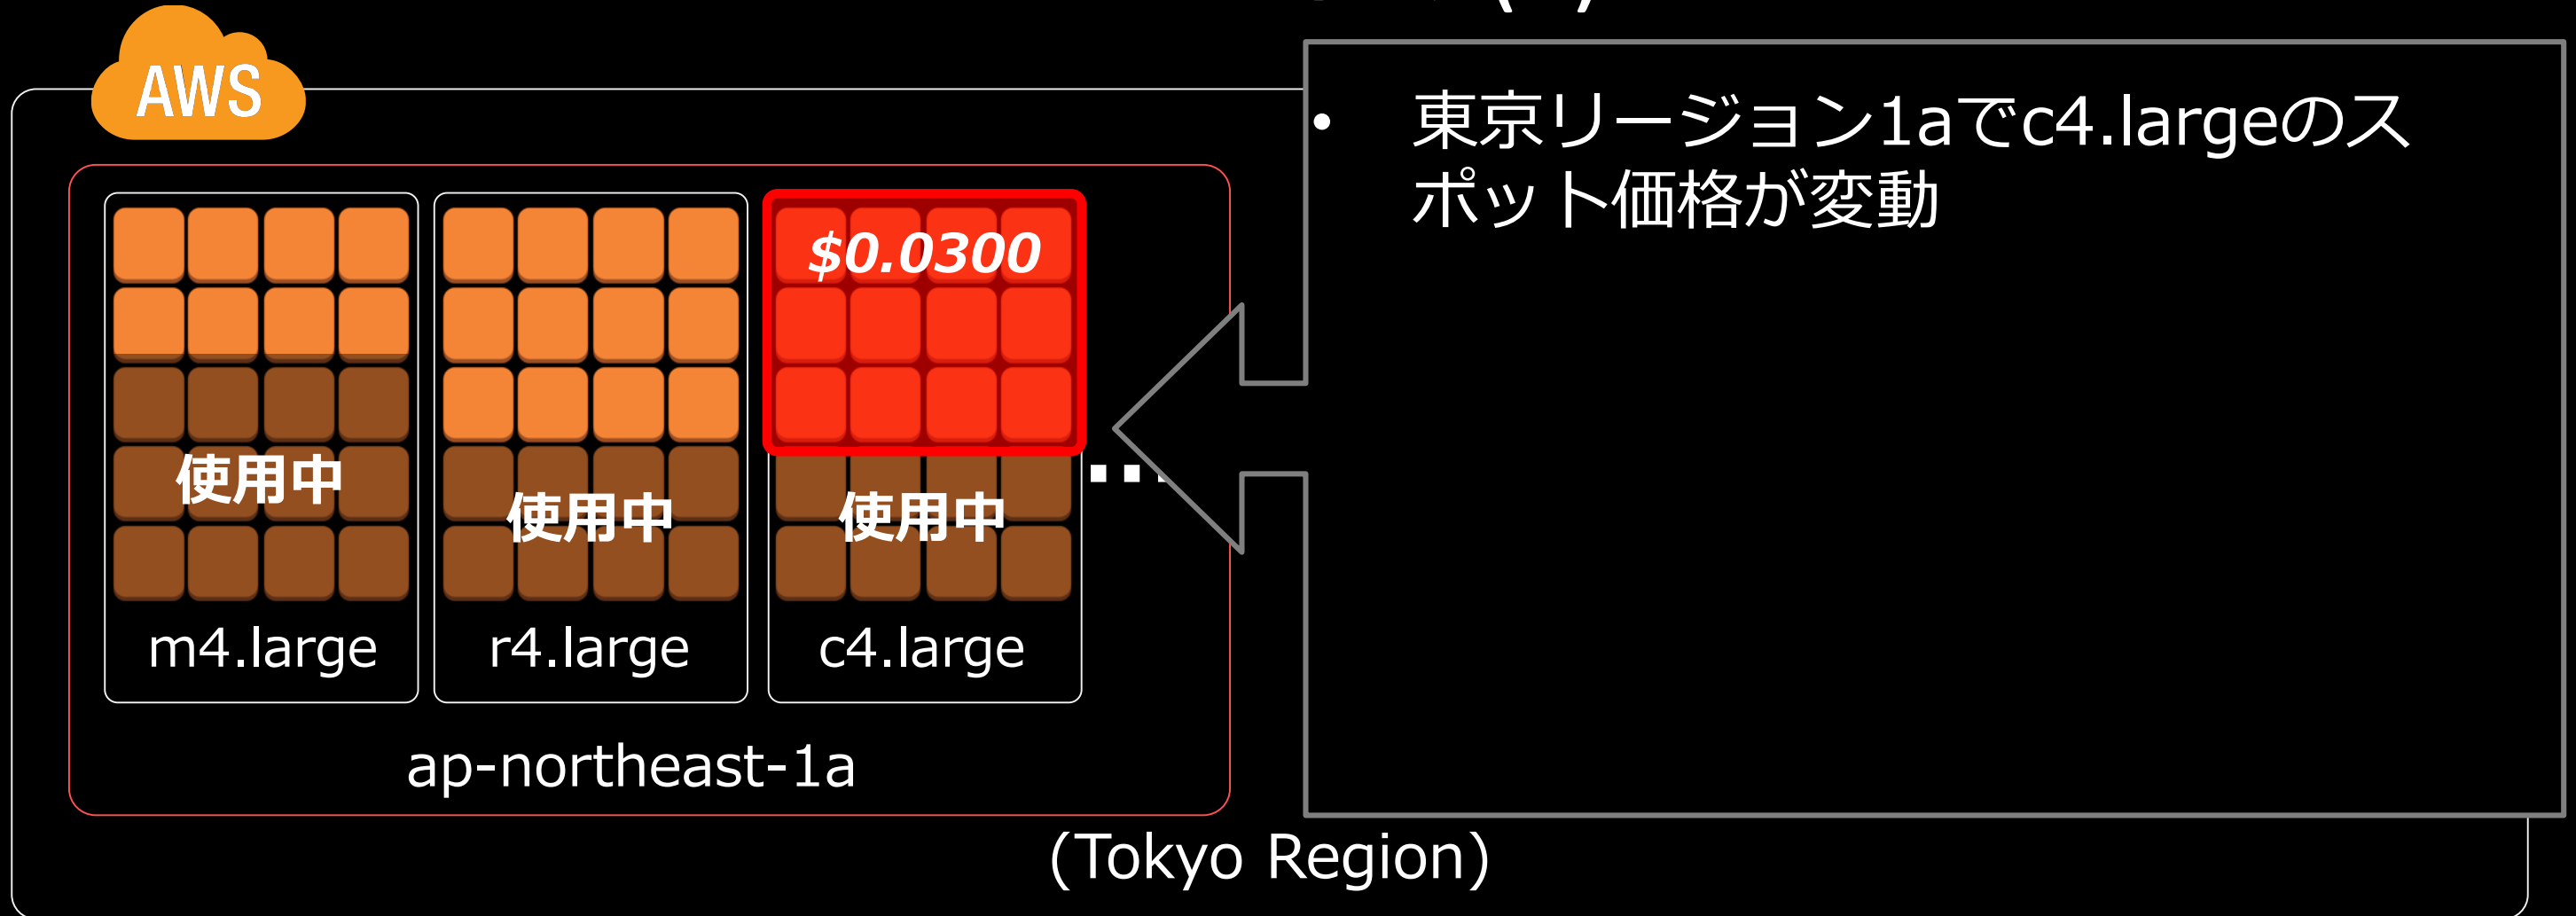 AWS
• 東京リージョン1aでc4.largeのス
ポット価格が変動
$0.0300
使用中
使用中
使用中
m4.large
r4.large
c4.large
ap-northeast-1a
(Tokyo Region)